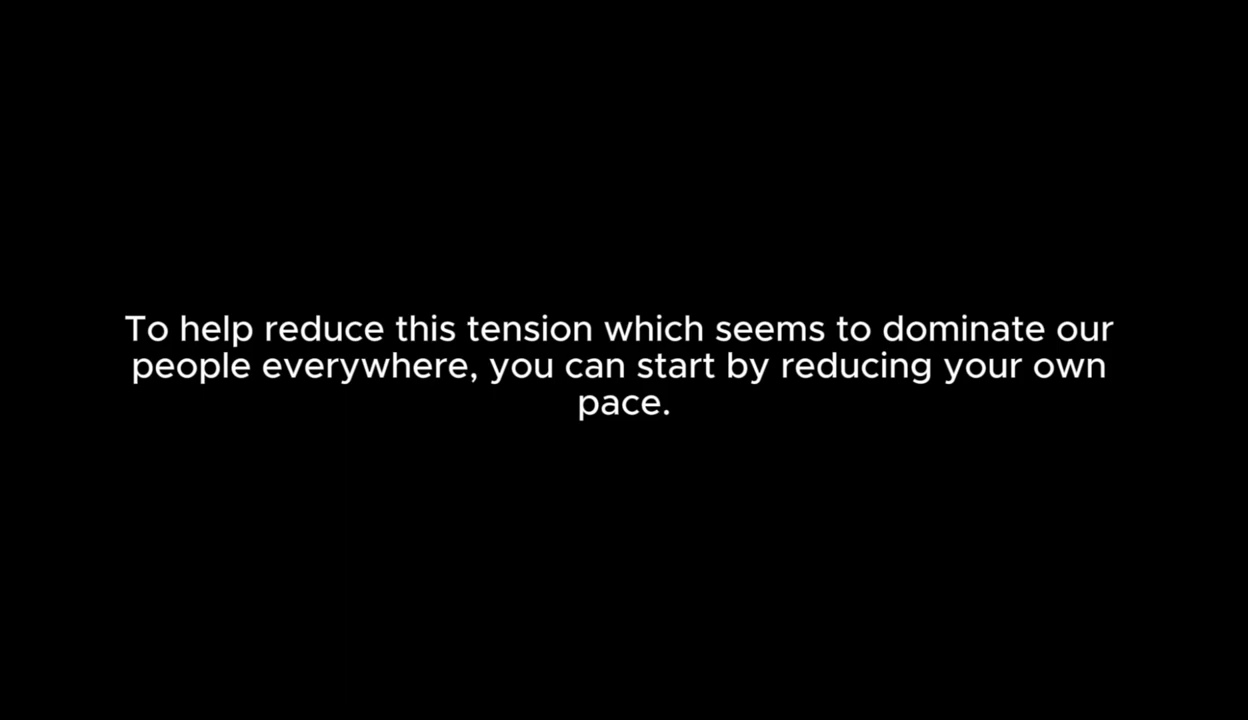 To help reduce this tension which seems to dominate our
people everywhere, you can start by reducing your own
pace.